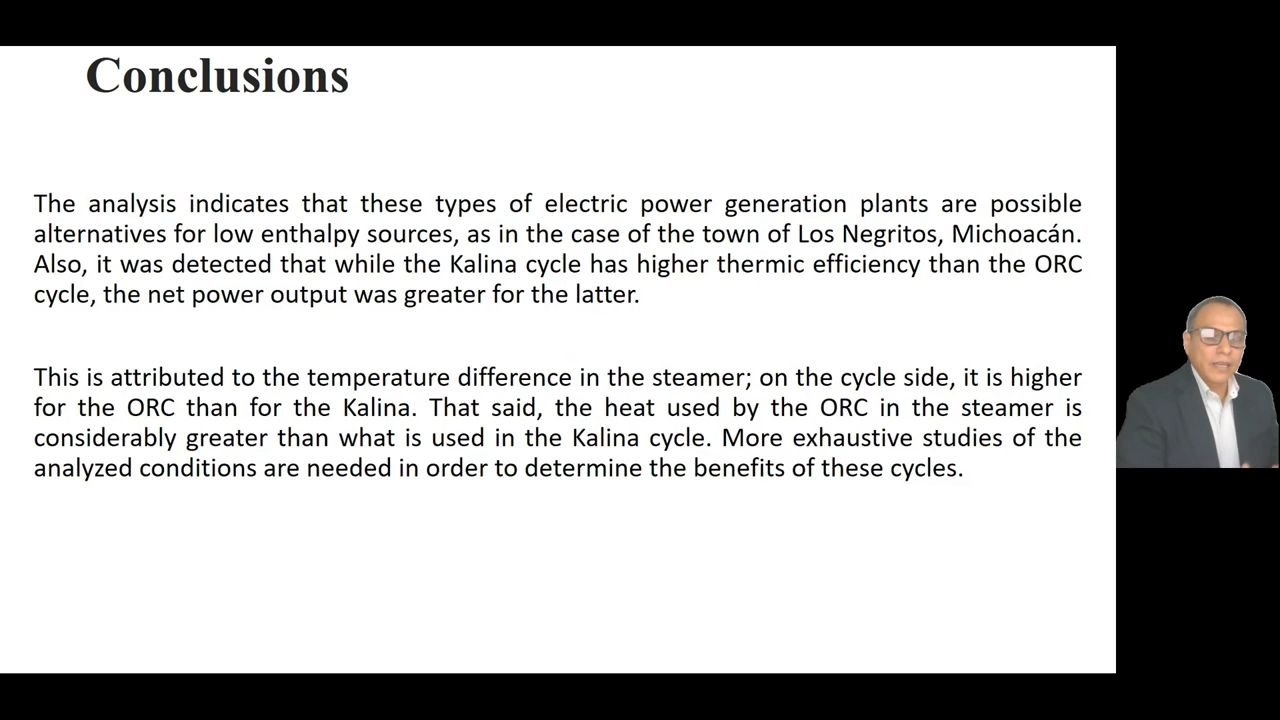 Conclusions
The analysis indicates that these types of electric power generation plants are possible
alternatives for low enthalpy sources, as in the case of the town of Los Negritos, Michoacán.
Also, it was detected that while the Kalina cycle has higher thermic efficiency than the ORC
cycle, the net power output was greater for the latter.
This is attributed to the temperature difference in the steamer; on the cycle side, it is higher
for the ORC than for the Kalina. That said, the heat used by the ORC in the steamer is
considerably greater than what is used in the Kalina cycle. More exhaustive studies of the
analyzed conditions are needed in order to determine the benefits of these cycles.